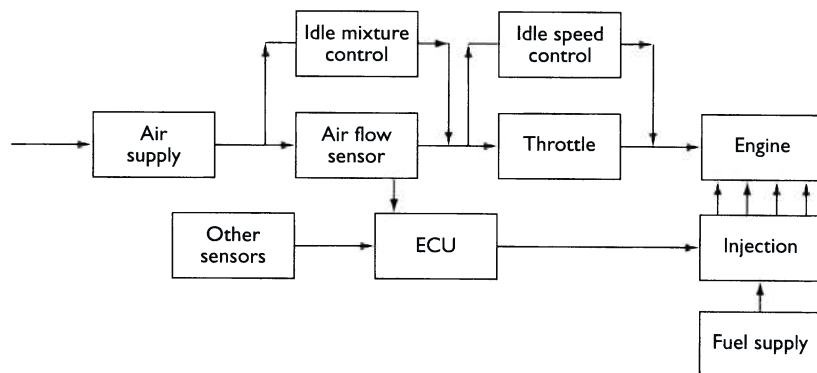 Idle mixture
control
Idle speed
control
Air
supply
Air flow
sensor
Throttle
Engine
Other
sensors
ECU
Injection
Fuel supply